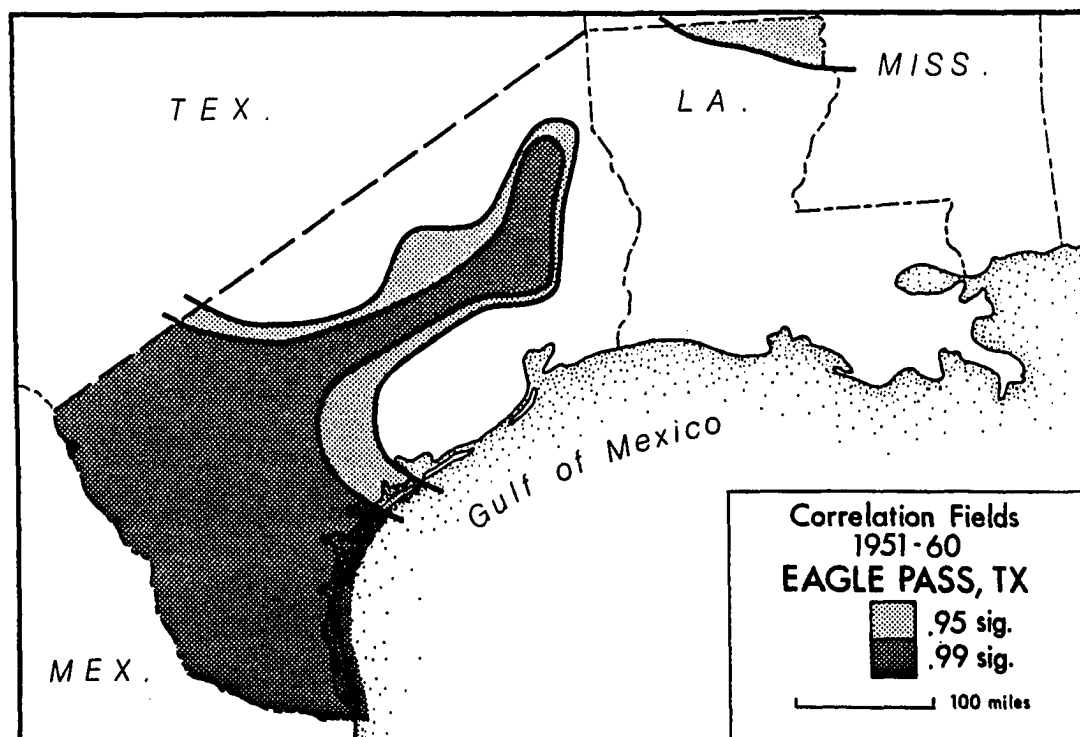 TEX.
LA.
MISS.
Gulf of Mexico
MEX.
Correlation Fields
1951-60
EAGLE PASS, TX
.95 sig.
.99 sig.
100 miles